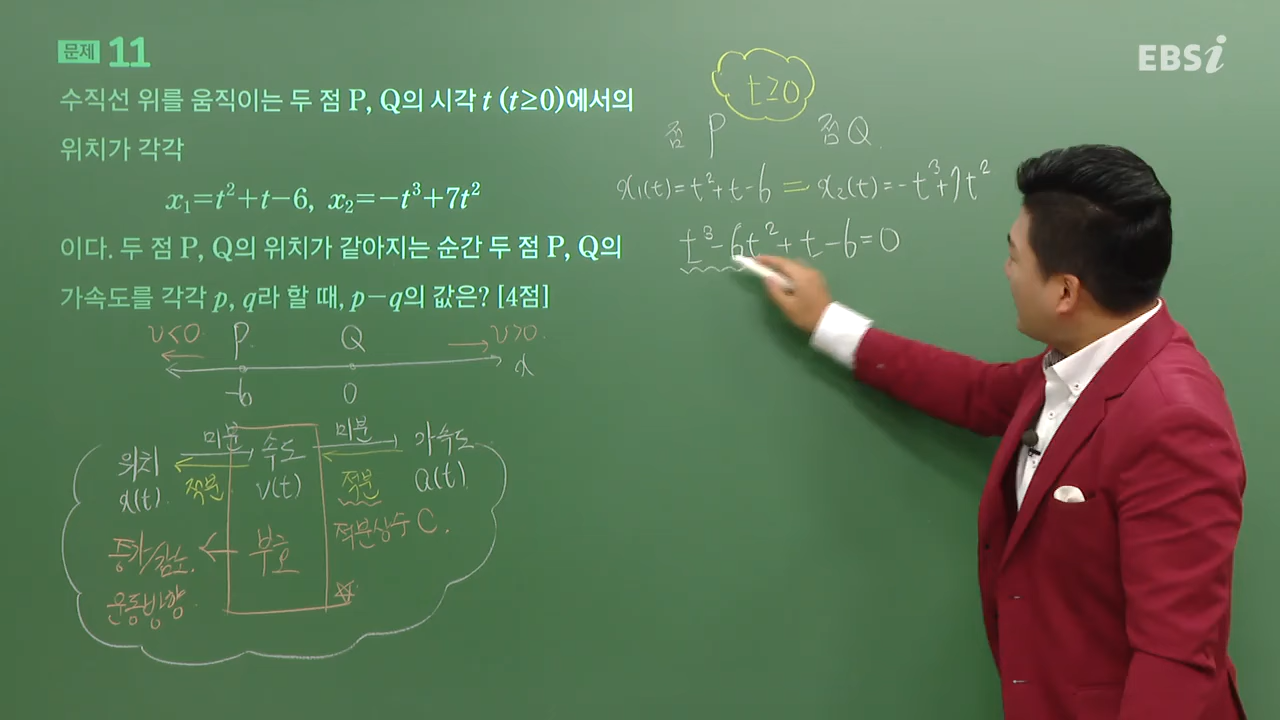 문제 11
수직선 위를 움직이는 두 점 P, Q의 시각 t (t≥0)에서의
위치가 각각
x₁=t²+t−6, x₂=−t³+7t²
이다. 두 점 P, Q의 위치가 같아지는 순간 두 점 P, Q의
가속도를 각각 p, q라 할 때, p−q의 값은? [4점]
v<0 P Q v>0
x
-6 0
위치 미분 속도 미분 가속도
x(t) 적분 v(t) 적분 a(t)
부호 적분상수 C.
증가/감소
운동방향
EBSi
t≥0
점 P 점 Q
x₁(t)=t²+t-6 = x₂(t)=-t³+7t²
t³-6t²+t-6=0